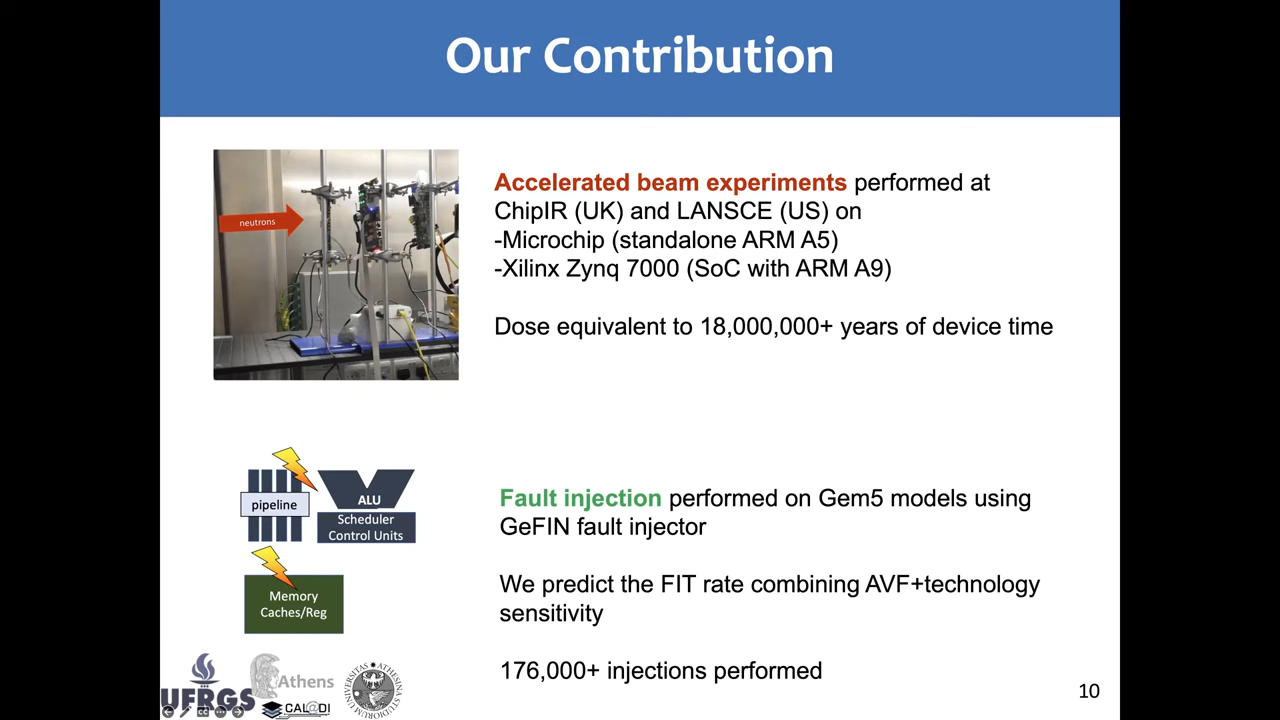 Our Contribution
neutrons
Accelerated beam experiments performed at
ChipIR (UK) and LANSCE (US) on
-Microchip (standalone ARM A5)
-Xilinx Zynq 7000 (SoC with ARM A9)
Dose equivalent to 18,000,000+ years of device time
pipeline
ALU
Scheduler
Control Units
Memory
Caches/Reg
Fault injection performed on Gem5 models using
GeFIN fault injector
We predict the FIT rate combining AVF+technology
sensitivity
176,000+ injections performed
UFRGS
Athens
CAL@DI
UNIVERSITAS ATHESINA STUDIORUM
10